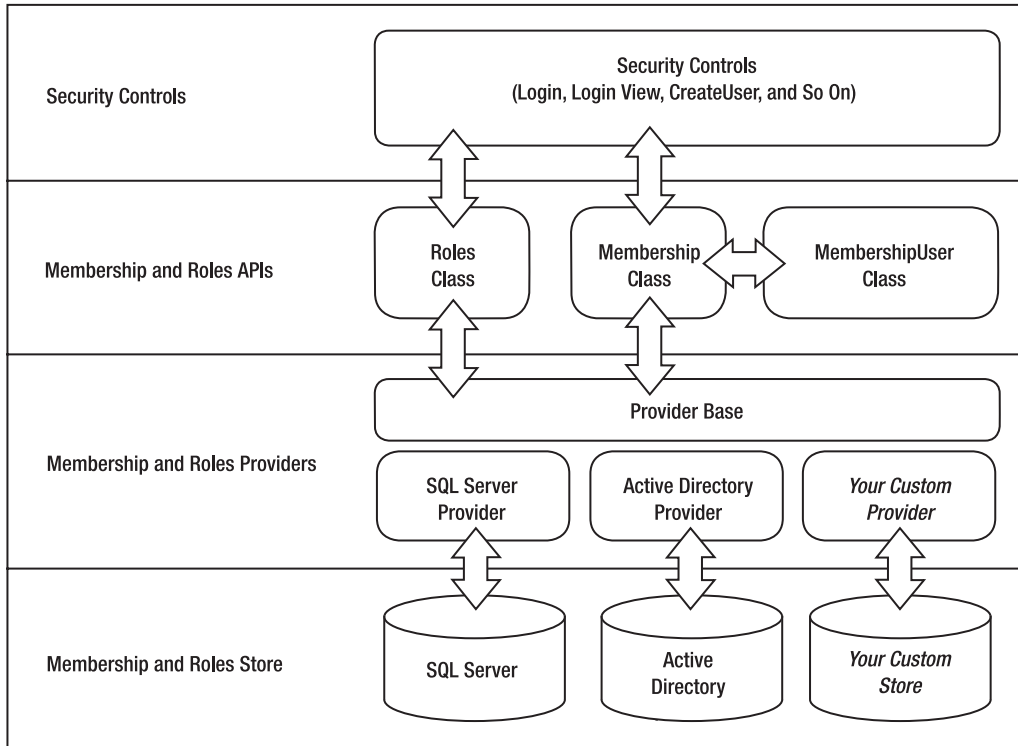 Security Controls
Security Controls
(Login, Login View, CreateUser, and So On)
Membership and Roles APIs
Roles
Class
Membership
Class
MembershipUser
Class
Membership and Roles Providers
Provider Base
SQL Server
Provider
Active Directory
Provider
Your Custom
Provider
Membership and Roles Store
SQL Server
Active
Directory
Your Custom
Store